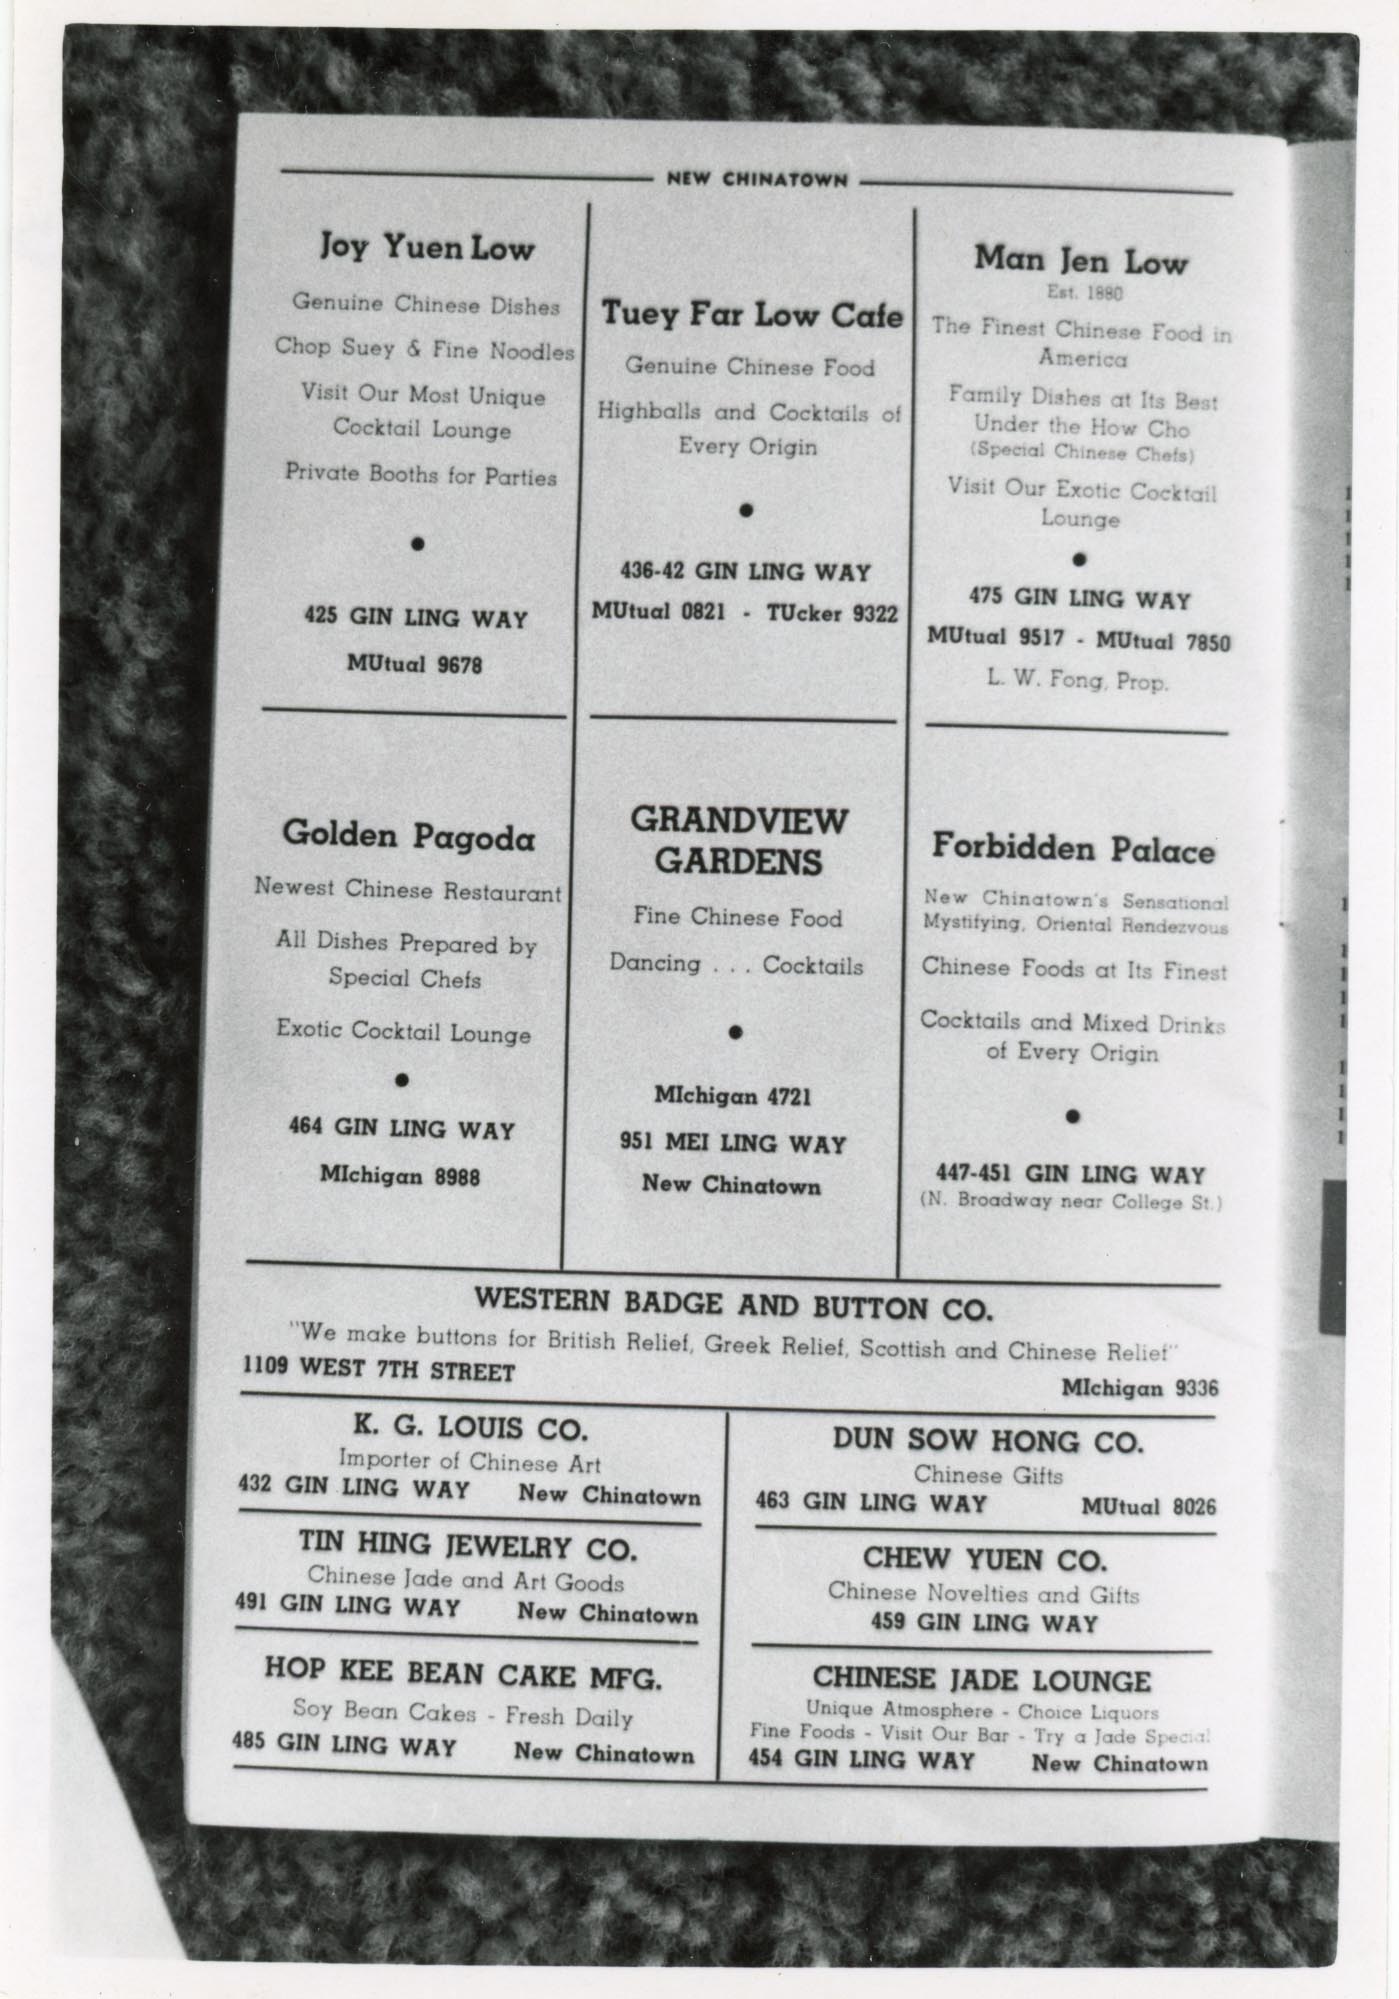 NEW CHINATOWN
Joy Yuen Low
Genuine Chinese Dishes
Chop Suey & Fine Noodles
Visit Our Most Unique
Cocktail Lounge
Private Booths for Parties
425 GIN LING WAY
MUtual 9678
Tuey Far Low Cafe
Genuine Chinese Food
Highballs and Cocktails of
Every Origin
436-42 GIN LING WAY
MUtual 0821 - TUcker 9322
Man Jen Low
Est. 1880
The Finest Chinese Food in
America
Family Dishes at Its Best
Under the How Cho
(Special Chinese Chefs)
Visit Our Exotic Cocktail
Lounge
475 GIN LING WAY
MUtual 9517 - MUtual 7850
L. W. Fong, Prop.
Golden Pagoda
Newest Chinese Restaurant
All Dishes Prepared by
Special Chefs
Exotic Cocktail Lounge
464 GIN LING WAY
MIchigan 8988
GRANDVIEW
GARDENS
Fine Chinese Food
Dancing . . . Cocktails
MIchigan 4721
951 MEI LING WAY
New Chinatown
Forbidden Palace
New Chinatown's Sensational
Mystifying, Oriental Rendezvous
Chinese Foods at Its Finest
Cocktails and Mixed Drinks
of Every Origin
447-451 GIN LING WAY
(N. Broadway near College St.)
WESTERN BADGE AND BUTTON CO.
"We make buttons for British Relief, Greek Relief, Scottish and Chinese Relief"
1109 WEST 7TH STREET
MIchigan 9336
K. G. LOUIS CO.
Importer of Chinese Art
432 GIN LING WAY New Chinatown
TIN HING JEWELRY CO.
Chinese Jade and Art Goods
491 GIN LING WAY New Chinatown
HOP KEE BEAN CAKE MFG.
Soy Bean Cakes - Fresh Daily
485 GIN LING WAY New Chinatown
DUN SOW HONG CO.
Chinese Gifts
463 GIN LING WAY MUtual 8026
CHEW YUEN CO.
Chinese Novelties and Gifts
459 GIN LING WAY
CHINESE JADE LOUNGE
Unique Atmosphere - Choice Liquors
Fine Foods - Visit Our Bar - Try a Jade Special
454 GIN LING WAY New Chinatown